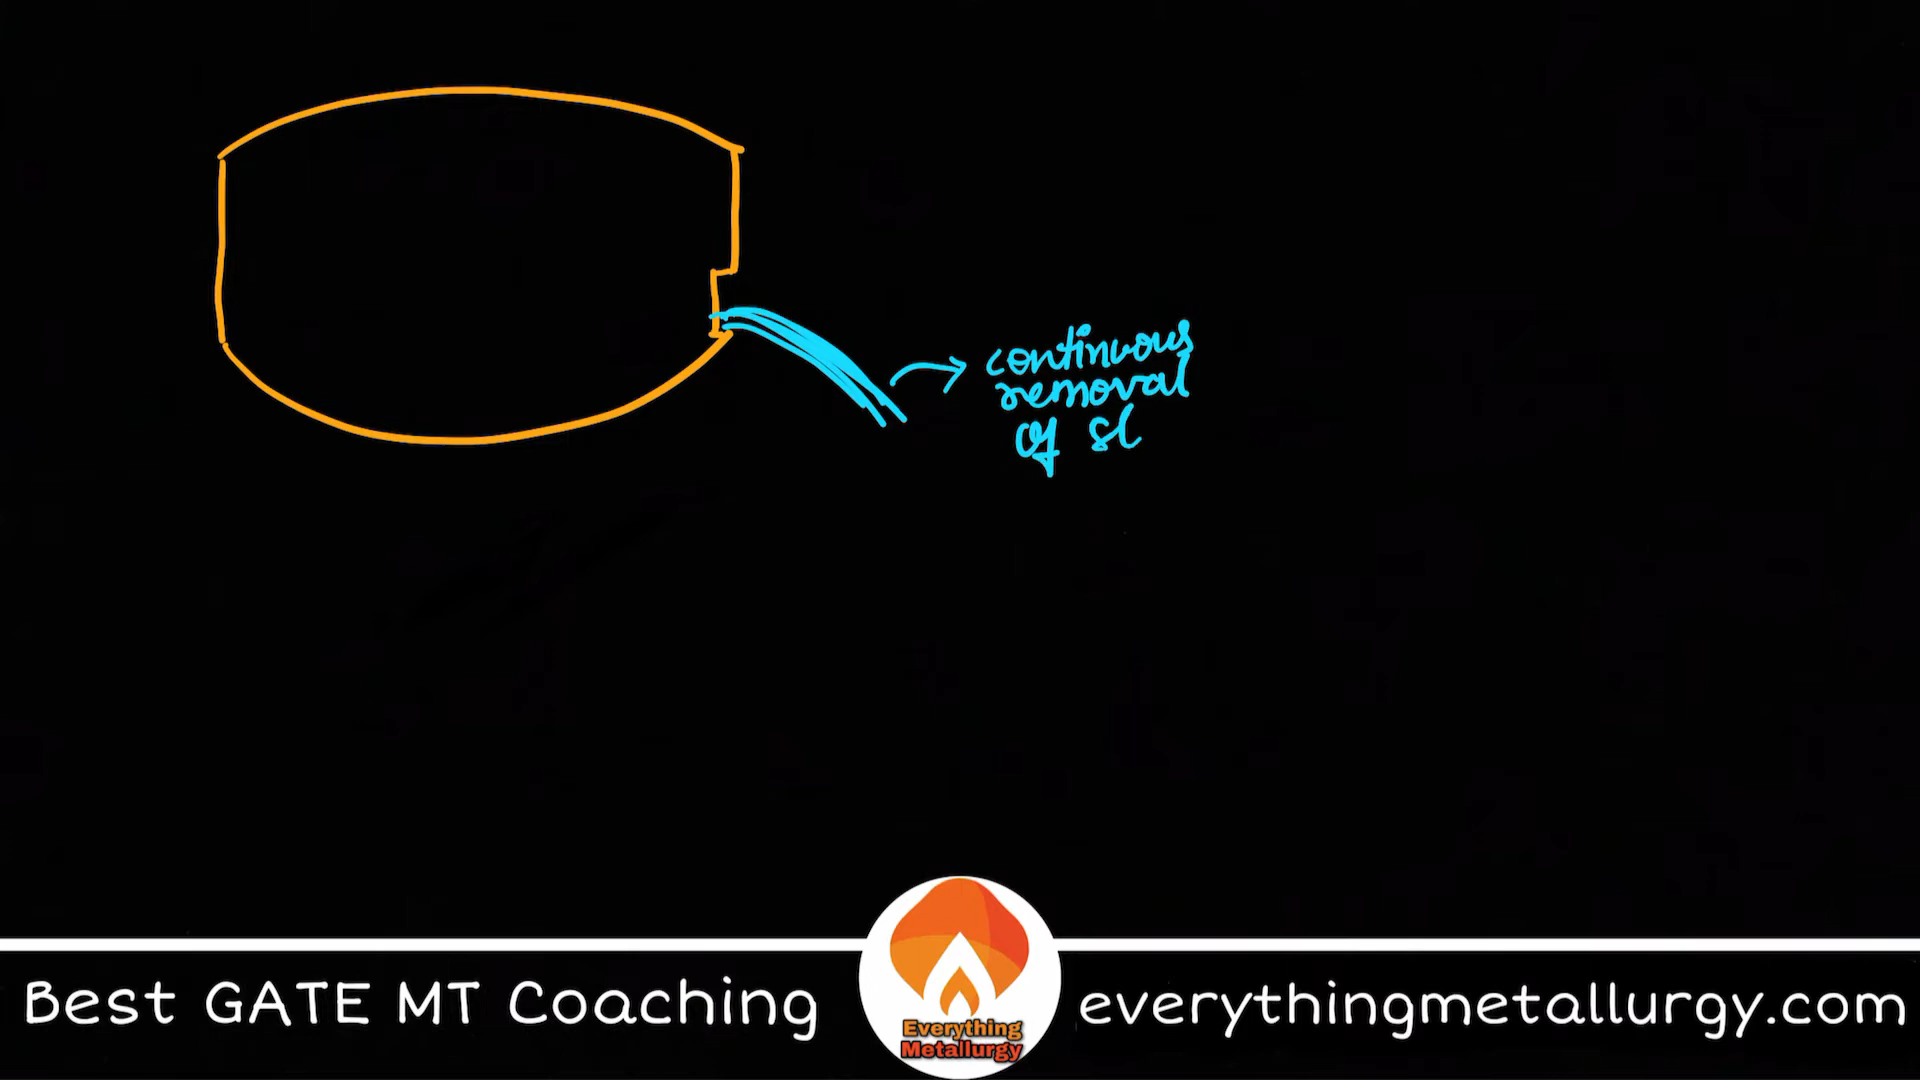 continuous
removal
of sl
Best GATE MT Coaching
Everything
Metallurgy
everythingmetallurgy.com